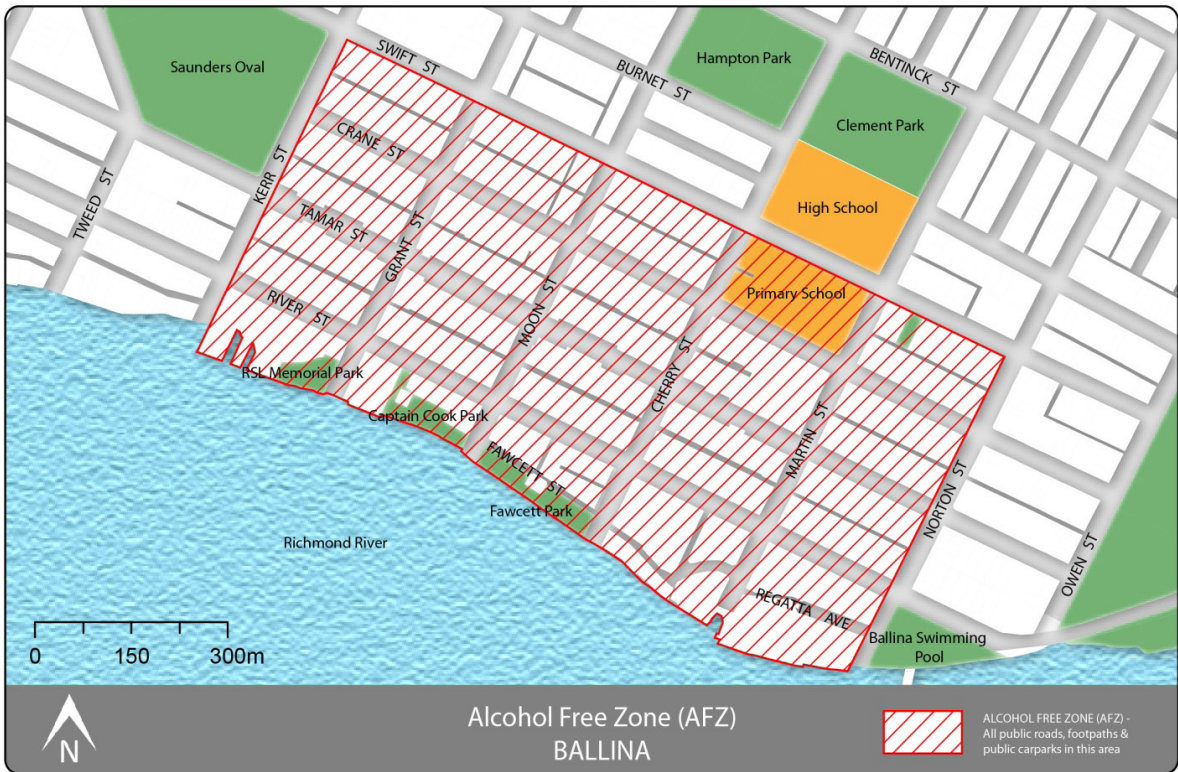 Saunders Oval
SWIFT ST
BURNET ST
Hampton Park
BENTINCK ST
Clement Park
CRANE ST
KERR ST
TWEED ST
High School
TAMAR ST
GRANT ST
MOON ST
Primary School
RIVER ST
CHERRY ST
RSL Memorial Park
Captain Cook Park
MARTIN ST
FAWCETT ST
Fawcett Park
NORTON ST
Richmond River
OWEN ST
REGATTA AVE
Ballina Swimming
Pool
0 150 300m
N
Alcohol Free Zone (AFZ)
BALLINA
ALCOHOL FREE ZONE (AFZ) -
All public roads, footpaths &
public carparks in this area